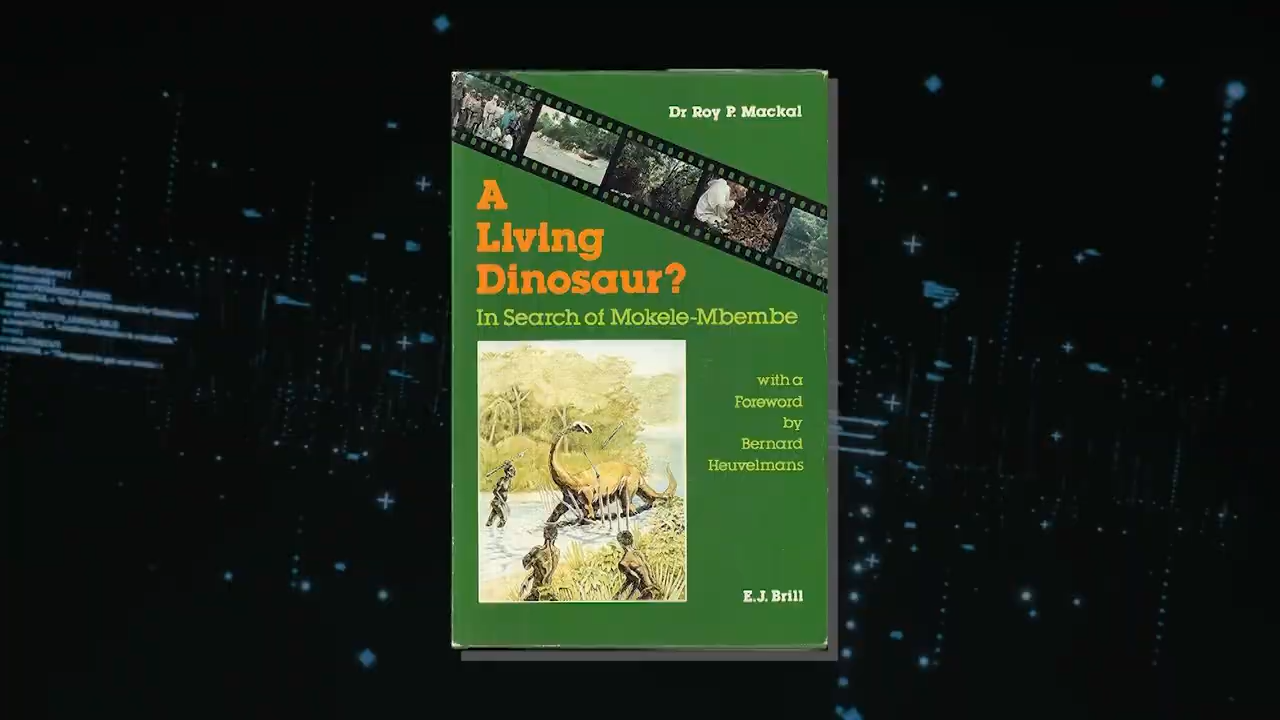 Dr Roy P. Mackal
A
Living
Dinosaur?
In Search of Mokele-Mbembe
with a
Foreword
by
Bernard
Heuvelmans
E.J. Brill